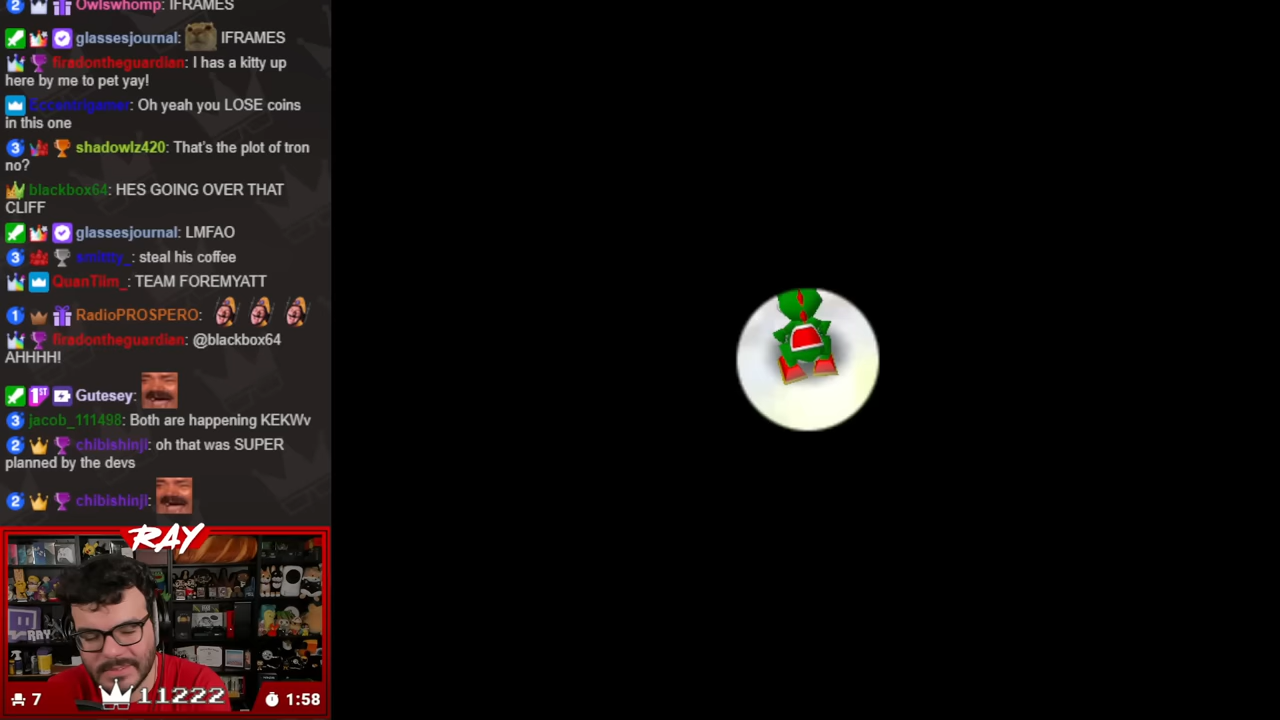 Owlswhomp: IFRAMES
glassesjournal: IFRAMES
firadontheguardian: I has a kitty up
here by me to pet yay!
Eccentrigamer: Oh yeah you LOSE coins
in this one
shadowlz420: That's the plot of tron
no?
blackbox64: HES GOING OVER THAT
CLIFF
glassesjournal: LMFAO
: steal his coffee
QuanTlim_: TEAM FOREMYATT
RadioPROSPERO:
firadontheguardian: @blackbox64
AHHHH!
Gutesey:
jacob_111498: Both are happening KEKWv
chibishinji: oh that was SUPER
planned by the devs
chibishinji:
RAY
RAY
7
11222
1:58